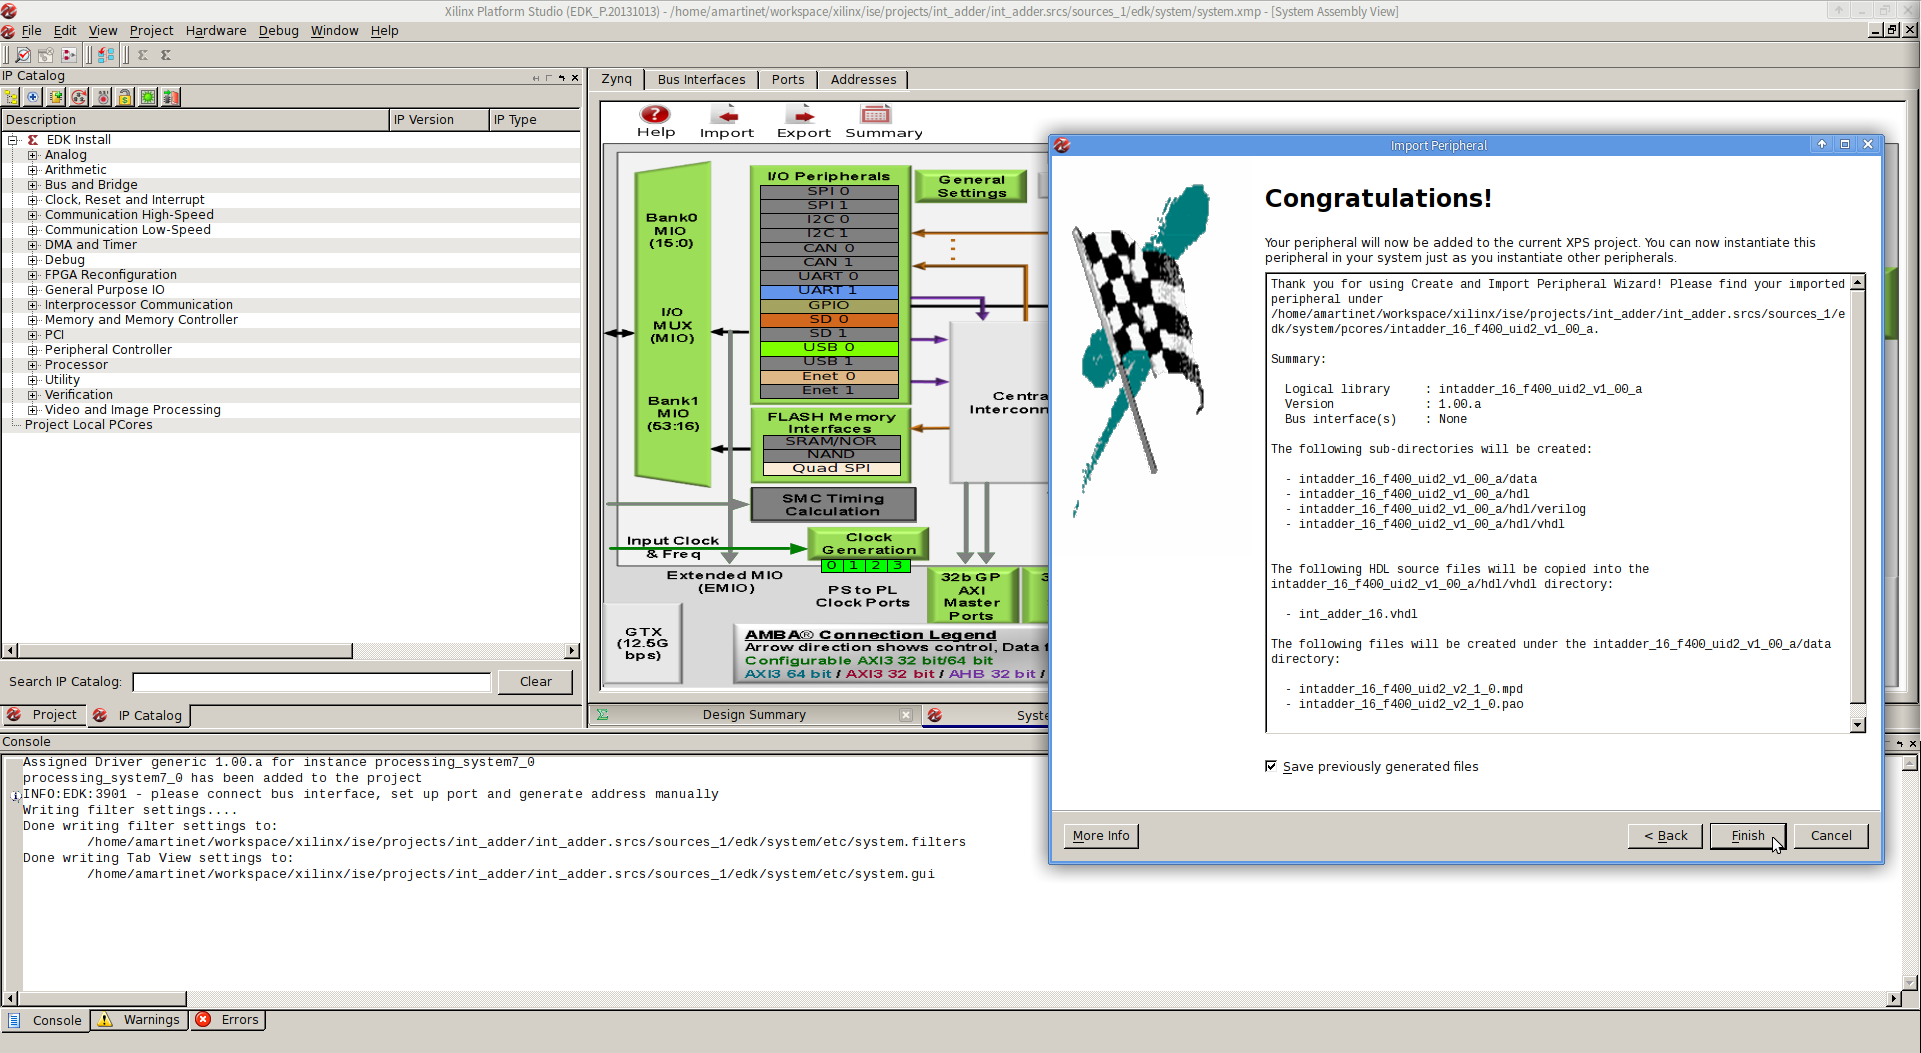 Xilinx Platform Studio (EDK_P.20131013) - /home/amartinet/workspace/xilinx/ise/projects/int_adder/int_adder.srcs/sources_1/edk/system/system.xmp - [System Assembly View]
File Edit View Project Hardware Debug Window Help
IP Catalog
Description IP Version IP Type
EDK Install
Analog
Arithmetic
Bus and Bridge
Clock, Reset and Interrupt
Communication High-Speed
Communication Low-Speed
DMA and Timer
Debug
FPGA Reconfiguration
General Purpose IO
Interprocessor Communication
Memory and Memory Controller
PCI
Peripheral Controller
Processor
Utility
Verification
Video and Image Processing
Project Local PCores
Search IP Catalog: Clear
Project IP Catalog
Zynq Bus Interfaces Ports Addresses
Help Import Export Summary
Bank0
MIO
(15:0)
I/O
MUX
(MIO)
Bank1
MIO
(53:16)
I/O Peripherals
SPI 0
SPI 1
I2C 0
I2C 1
CAN 0
CAN 1
UART 0
UART 1
GPIO
SD 0
SD 1
USB 0
USB 1
Enet 0
Enet 1
General
Settings
FLASH Memory
Interfaces
SRAM/NOR
NAND
Quad SPI
SMC Timing
Calculation
Centra
Interconn
Input Clock
& Freq
Clock
Generation
0 1 2 3
Extended MIO
(EMIO)
PS to PL
Clock Ports
32b GP
AXI
Master
Ports
3
GTX
(12.5G
bps)
AMBA® Connection Legend
Arrow direction shows control, Data f
Configurable AXI3 32 bit/64 bit
AXI3 64 bit / AXI3 32 bit / AHB 32 bit /
Design Summary Syste
Import Peripheral
Congratulations!
Your peripheral will now be added to the current XPS project. You can now instantiate this
peripheral in your system just as you instantiate other peripherals.
Thank you for using Create and Import Peripheral Wizard! Please find your imported
peripheral under
/home/amartinet/workspace/xilinx/ise/projects/int_adder/int_adder.srcs/sources_1/e
dk/system/pcores/intadder_16_f400_uid2_v1_00_a.
Summary:
Logical library : intadder_16_f400_uid2_v1_00_a
Version : 1.00.a
Bus interface(s) : None
The following sub-directories will be created:
- intadder_16_f400_uid2_v1_00_a/data
- intadder_16_f400_uid2_v1_00_a/hdl
- intadder_16_f400_uid2_v1_00_a/hdl/verilog
- intadder_16_f400_uid2_v1_00_a/hdl/vhdl
The following HDL source files will be copied into the
intadder_16_f400_uid2_v1_00_a/hdl/vhdl directory:
- int_adder_16.vhdl
The following files will be created under the intadder_16_f400_uid2_v1_00_a/data
directory:
- intadder_16_f400_uid2_v2_1_0.mpd
- intadder_16_f400_uid2_v2_1_0.pao
Save previously generated files
More Info < Back Finish Cancel
Console
Assigned Driver generic 1.00.a for instance processing_system7_0
processing_system7_0 has been added to the project
INFO:EDK:3901 - please connect bus interface, set up port and generate address manually
Writing filter settings....
Done writing filter settings to:
/home/amartinet/workspace/xilinx/ise/projects/int_adder/int_adder.srcs/sources_1/edk/system/etc/system.filters
Done writing Tab View settings to:
/home/amartinet/workspace/xilinx/ise/projects/int_adder/int_adder.srcs/sources_1/edk/system/etc/system.gui
Console Warnings Errors